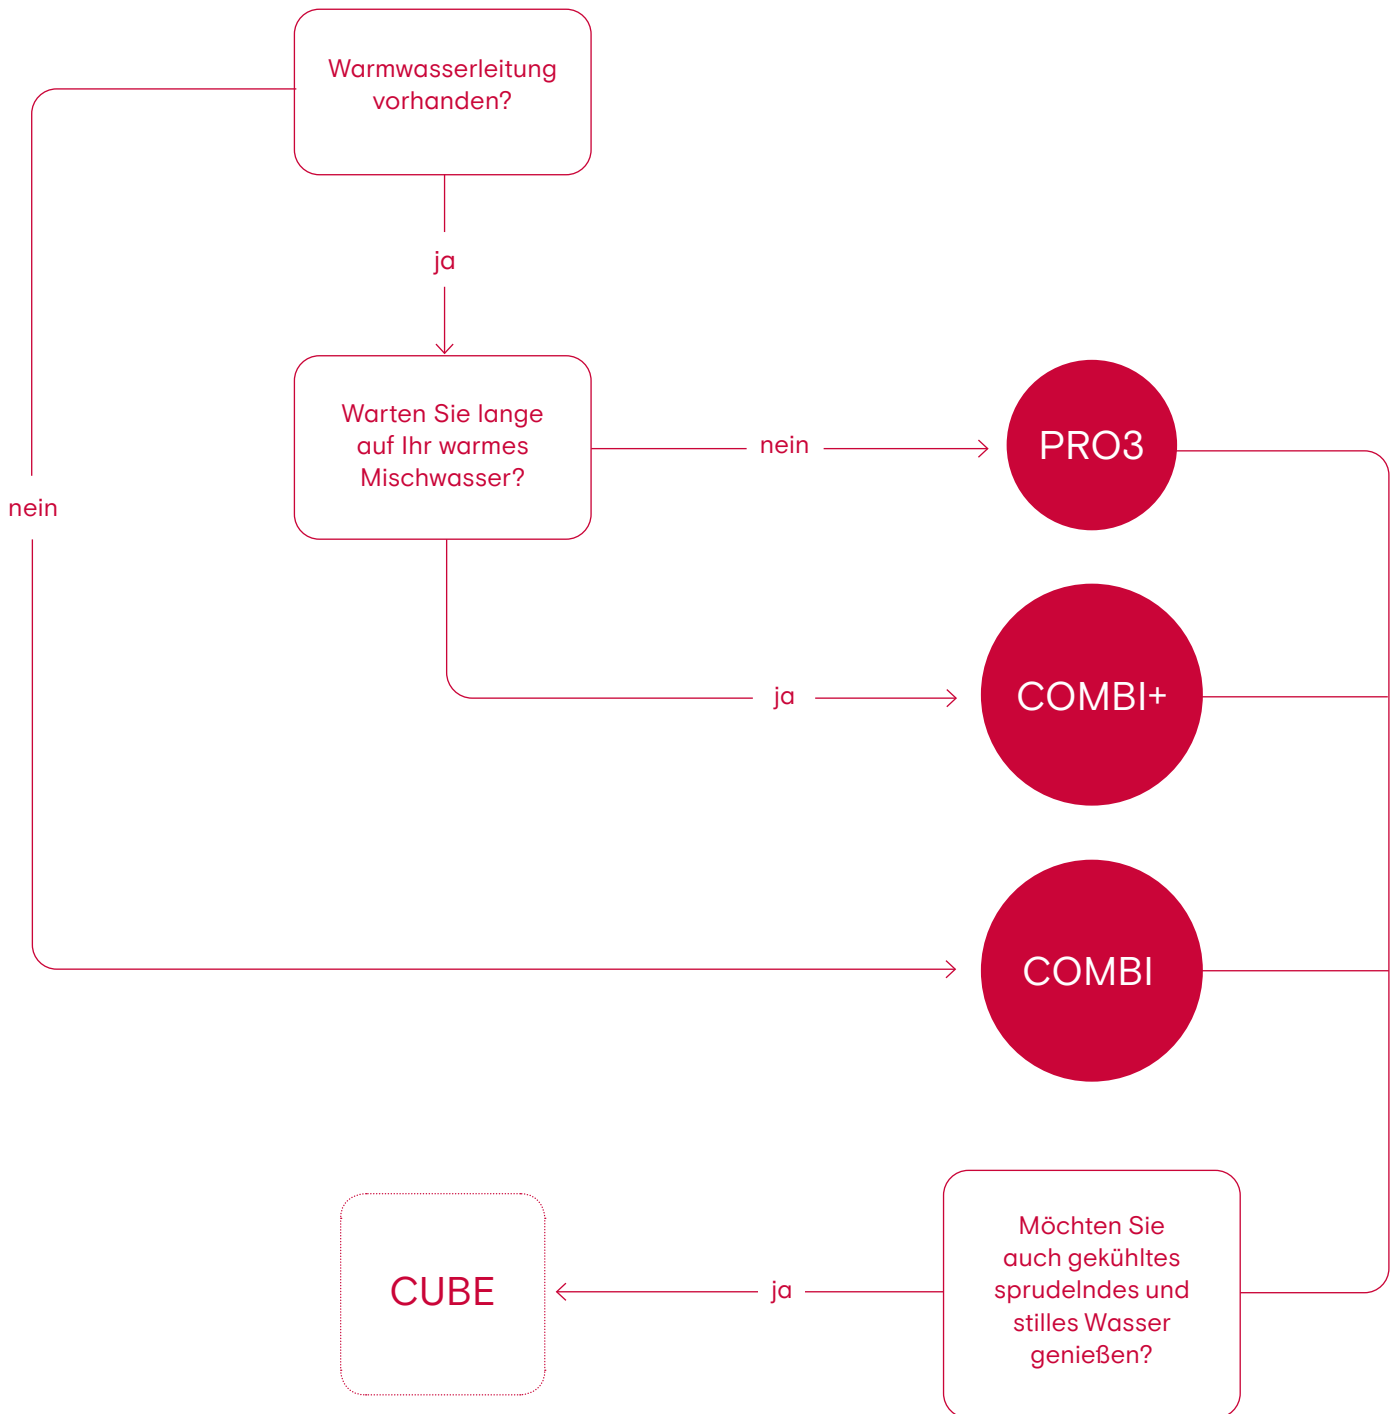 Warmwasserleitung
vorhanden?
ja
Warten Sie lange
auf Ihr warmes
Mischwasser?
nein
PRO3
nein
ja
COMBI+
COMBI
Möchten Sie
auch gekühltes
sprudelndes und
stilles Wasser
genießen?
ja
CUBE